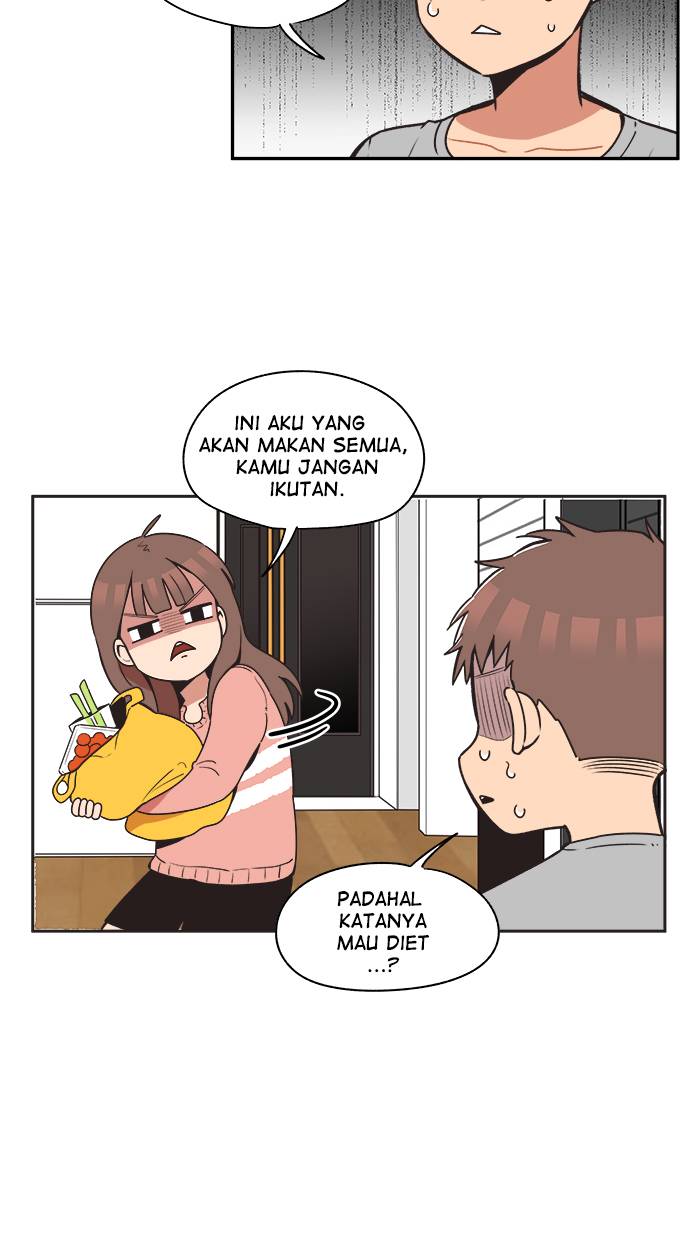 INI AKU YANG
AKAN MAKAN SEMUA,
KAMU JANGAN
IKUTAN.
PADAHAL
KATANYA
MAU DIET
...?